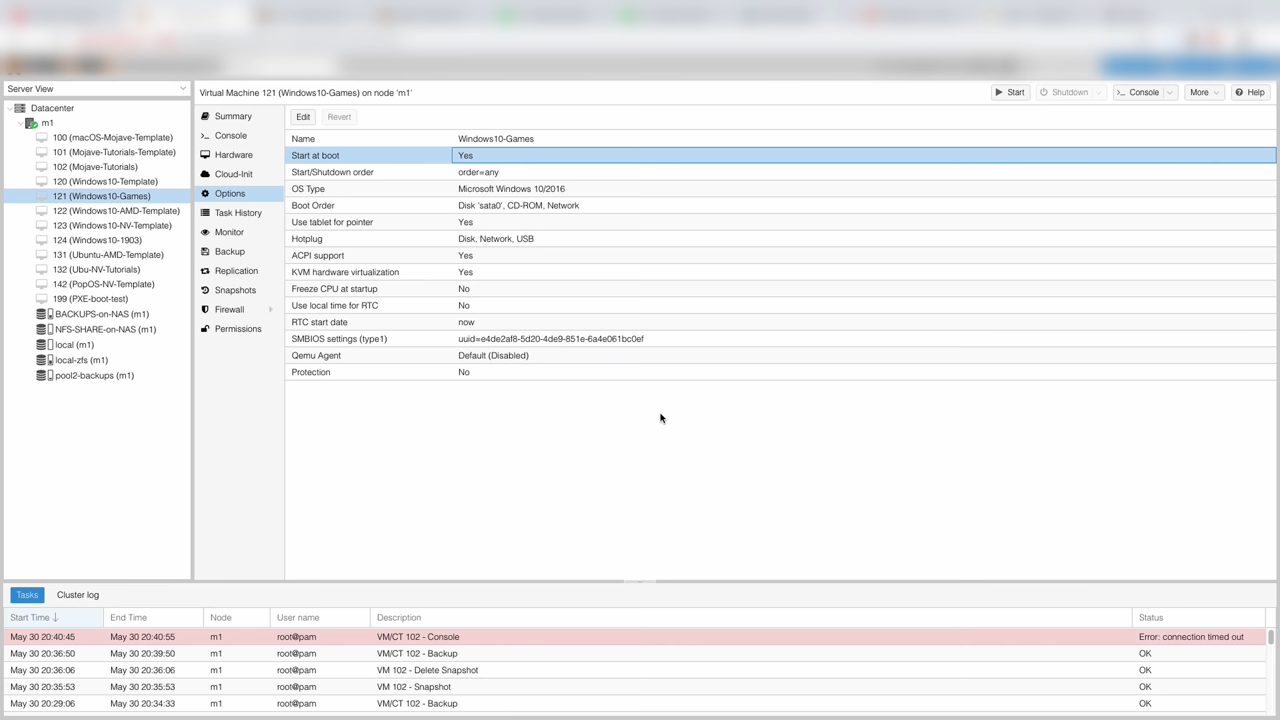 Server View
Datacenter
m1
100 (macOS-Mojave-Template)
101 (Mojave-Tutorials-Template)
102 (Mojave-Tutorials)
120 (Windows10-Template)
121 (Windows10-Games)
122 (Windows10-AMD-Template)
123 (Windows10-NV-Template)
124 (Windows10-1903)
131 (Ubuntu-AMD-Template)
132 (Ubu-NV-Tutorials)
142 (PopOS-NV-Template)
199 (PXE-boot-test)
BACKUPS-on-NAS (m1)
NFS-SHARE-on-NAS (m1)
local (m1)
local-zfs (m1)
pool2-backups (m1)
Virtual Machine 121 (Windows10-Games) on node 'm1' Start Shutdown Console More Help
Summary
Console
Hardware
Cloud-Init
Options
Task History
Monitor
Backup
Replication
Snapshots
Firewall
Permissions
Edit Revert
Name Windows10-Games
Start at boot Yes
Start/Shutdown order order=any
OS Type Microsoft Windows 10/2016
Boot Order Disk 'sata0', CD-ROM, Network
Use tablet for pointer Yes
Hotplug Disk, Network, USB
ACPI support Yes
KVM hardware virtualization Yes
Freeze CPU at startup No
Use local time for RTC No
RTC start date now
SMBIOS settings (type1) uuid=e4de2af8-5d20-4de9-851e-6a4e061bc0ef
Qemu Agent Default (Disabled)
Protection No
Tasks Cluster log
Start Time End Time Node User name Description Status
May 30 20:40:45 May 30 20:40:55 m1 root@pam VM/CT 102 - Console Error: connection timed out
May 30 20:36:50 May 30 20:39:50 m1 root@pam VM/CT 102 - Backup OK
May 30 20:36:06 May 30 20:36:06 m1 root@pam VM 102 - Delete Snapshot OK
May 30 20:35:53 May 30 20:35:53 m1 root@pam VM 102 - Snapshot OK
May 30 20:29:06 May 30 20:34:33 m1 root@pam VM/CT 102 - Backup OK